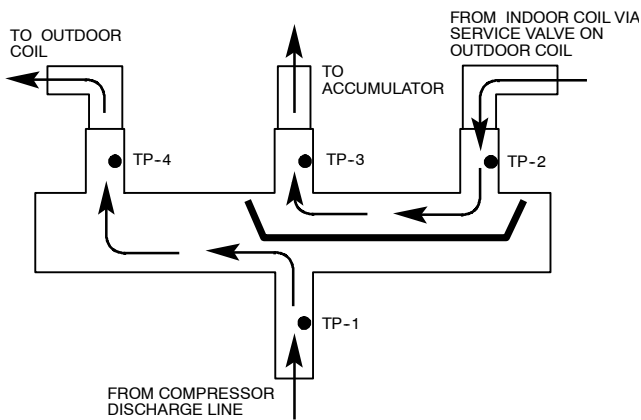 TO OUTDOOR
COIL
TO
ACCUMULATOR
FROM INDOOR COIL VIA
SERVICE VALVE ON
OUTDOOR COIL
TP-4
TP-3
TP-2
TP-1
FROM COMPRESSOR
DISCHARGE LINE